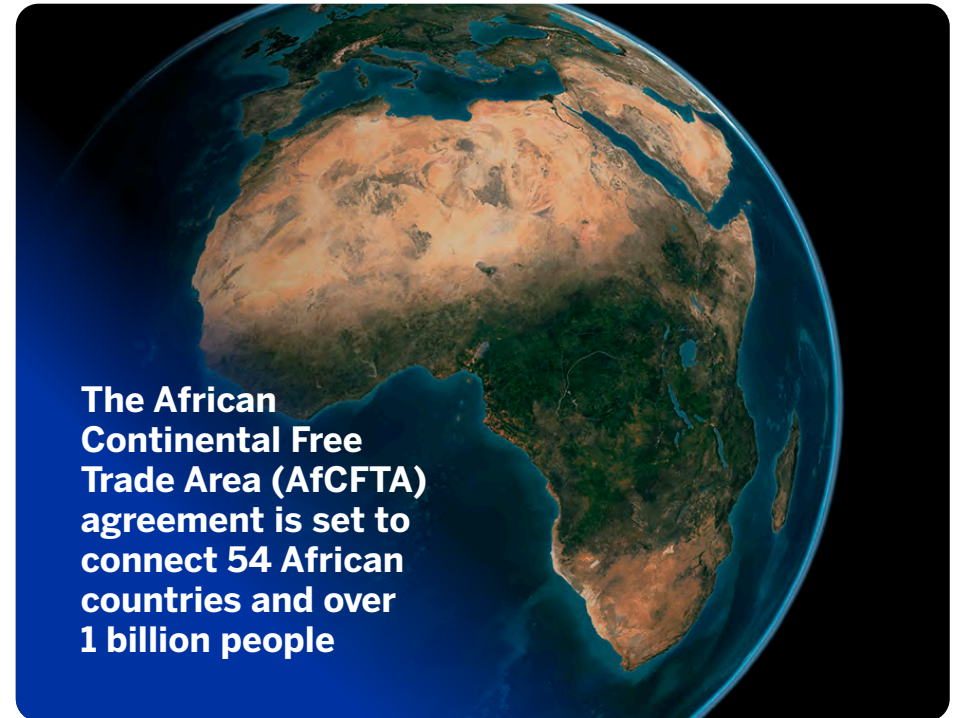 The African
Continental Free
Trade Area (AfCFTA)
agreement is set to
connect 54 African
countries and over
1 billion people